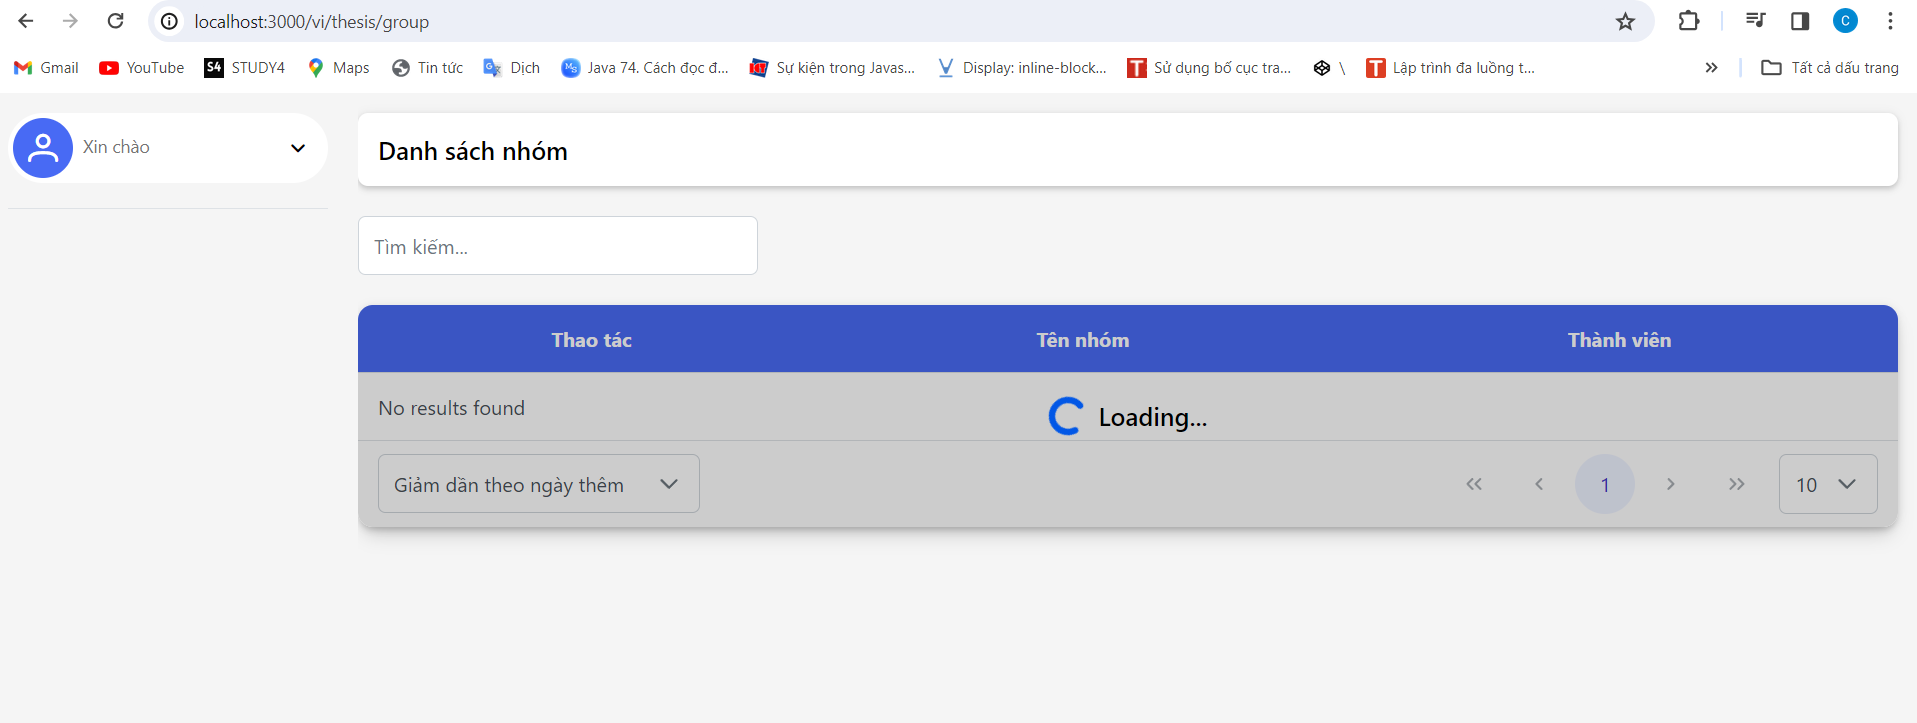 localhost:3000/vi/thesis/group
C
Gmail
YouTube
S4 STUDY4
Maps
Tin tức
Dịch
Java 74. Cách đọc đ...
Sự kiện trong Javas...
Display: inline-block...
Sử dụng bố cục tra...
\
Lập trình đa luồng t...
Tất cả dấu trang
Xin chào
Danh sách nhóm
Tìm kiếm...
Thao tác
Tên nhóm
Thành viên
No results found
Loading...
Giảm dần theo ngày thêm
1
10